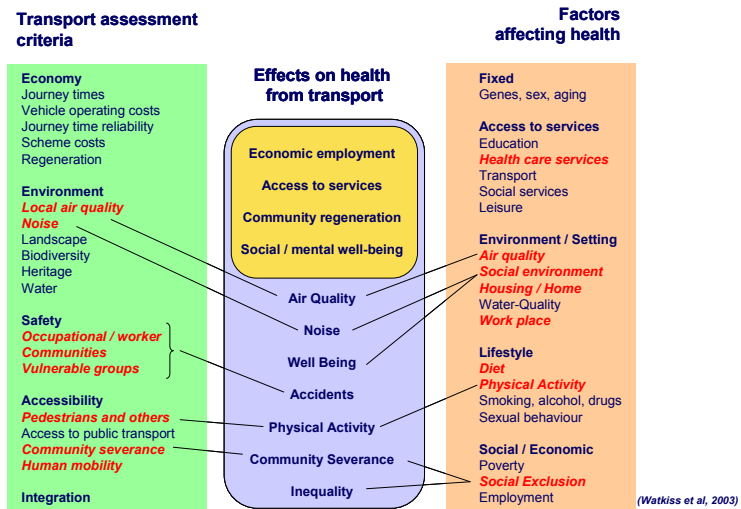 Transport assessment
criteria
Economy
Journey times
Vehicle operating costs
Journey time reliability
Scheme costs
Regeneration
Environment
Local air quality
Noise
Landscape
Biodiversity
Heritage
Water
Safety
Occupational / worker
Communities
Vulnerable groups
Accessibility
Pedestrians and others
Access to public transport
Community severance
Human mobility
Integration
Effects on health
from transport
Economic employment
Access to services
Community regeneration
Social / mental well-being
Air Quality
Noise
Well Being
Accidents
Physical Activity
Community Severance
Inequality
Factors
affecting health
Fixed
Genes, sex, aging
Access to services
Education
Health care services
Transport
Social services
Leisure
Environment / Setting
Air quality
Social environment
Housing / Home
Water-Quality
Work place
Lifestyle
Diet
Physical Activity
Smoking, alcohol, drugs
Sexual behaviour
Social / Economic
Poverty
Social Exclusion
Employment
(Watkiss et al, 2003)